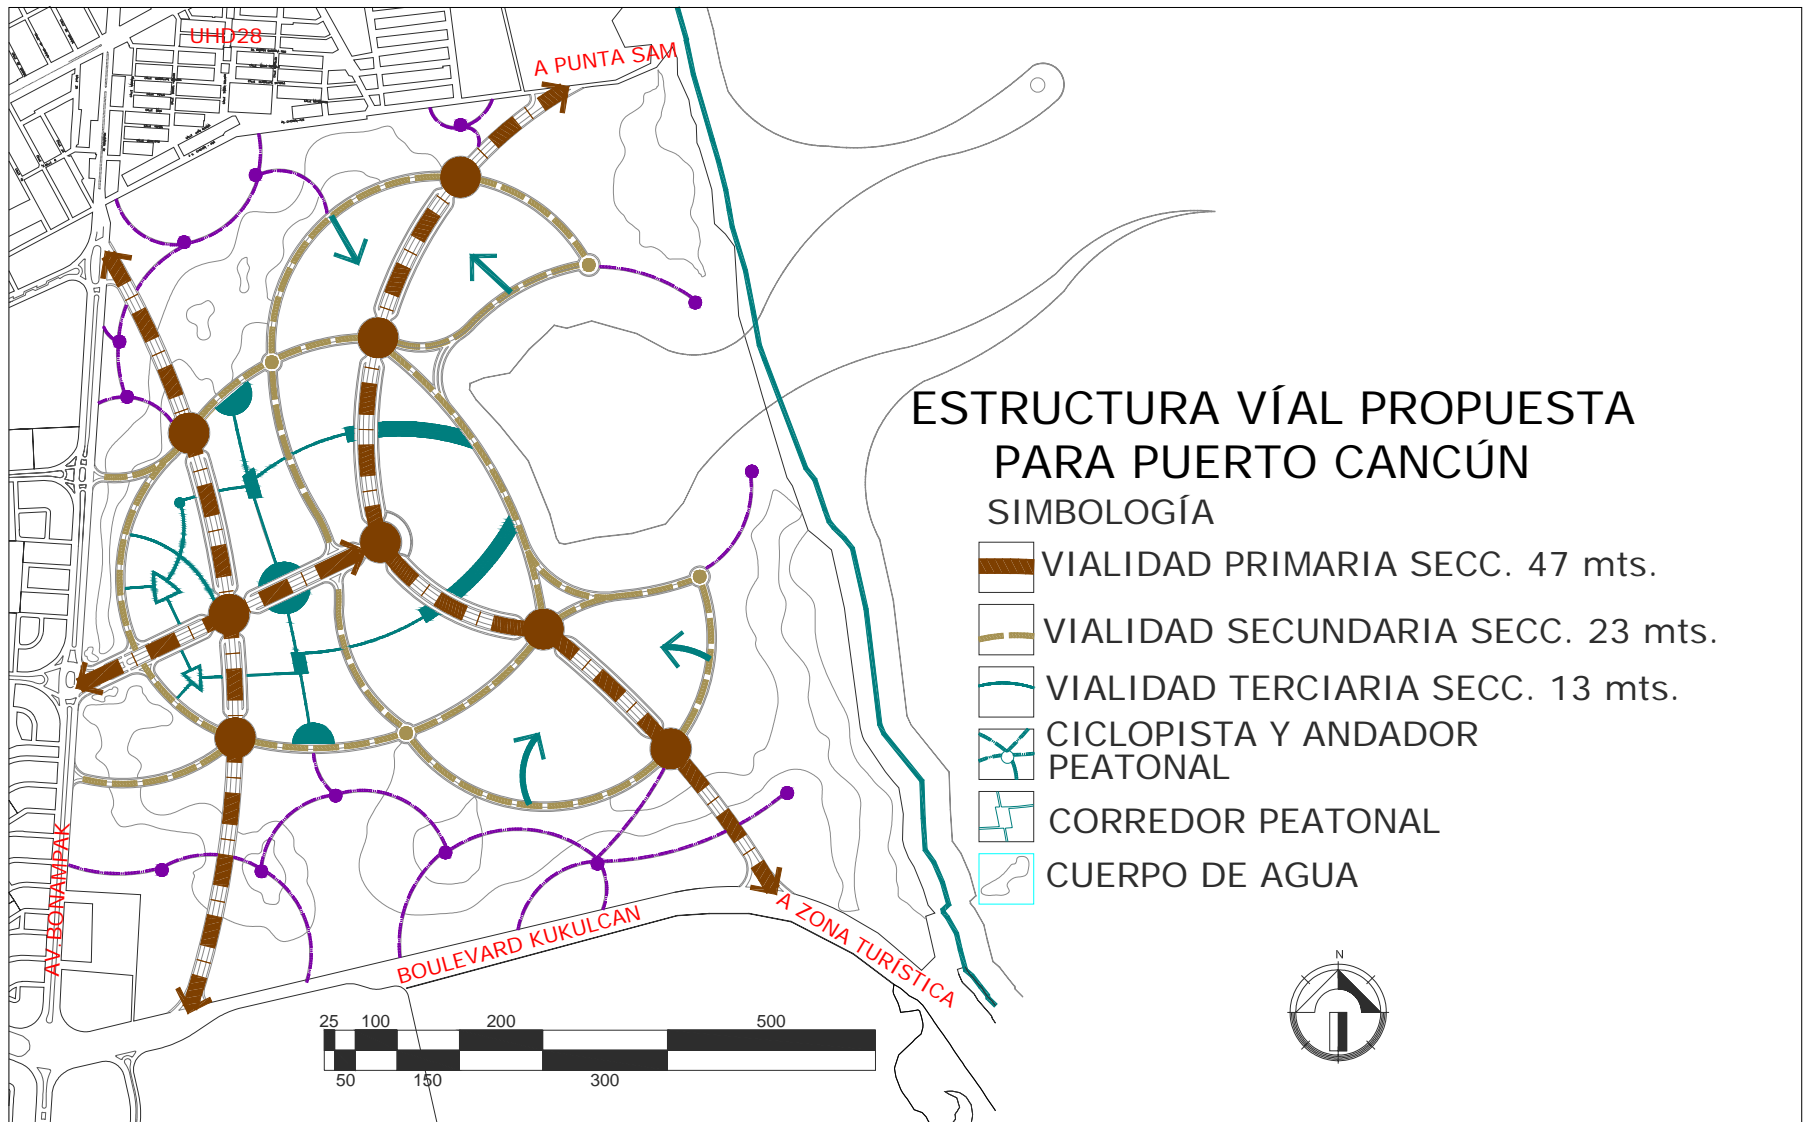 UHD28
A PUNTA SAM
ESTRUCTURA VÍAL PROPUESTA
PARA PUERTO CANCÚN
SIMBOLOGÍA
VIALIDAD PRIMARIA SECC. 47 mts.
VIALIDAD SECUNDARIA SECC. 23 mts.
VIALIDAD TERCIARIA SECC. 13 mts.
CICLOPISTA Y ANDADOR
PEATONAL
CORREDOR PEATONAL
CUERPO DE AGUA
AV. BONAMPAK
BOULEVARD KUKULCAN
A ZONA TURÍSTICA
N
25 100 200 500
50 150 300